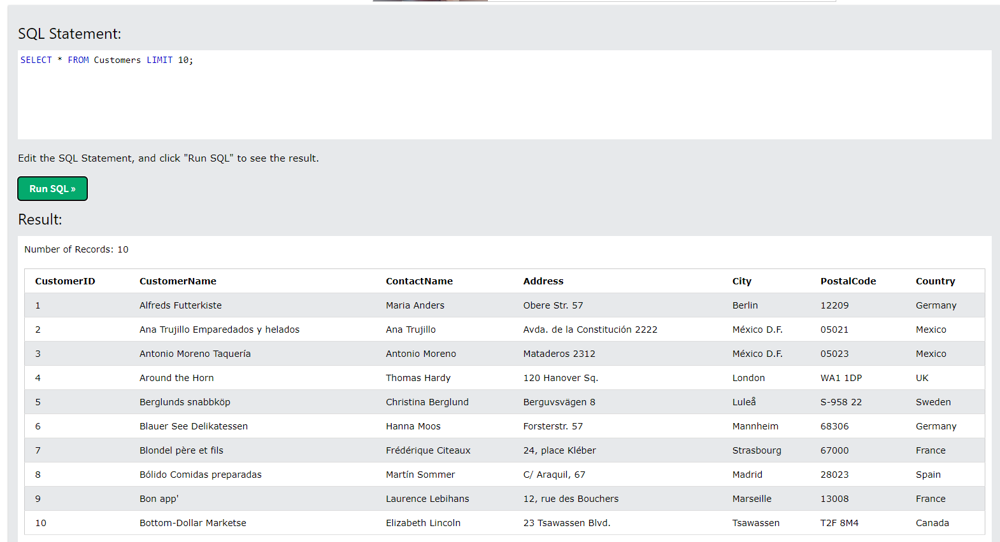 SQL Statement:
SELECT * FROM Customers LIMIT 10;
Edit the SQL Statement, and click "Run SQL" to see the result.
Run SQL »
Result:
Number of Records: 10
CustomerID CustomerName ContactName Address City PostalCode Country
1 Alfreds Futterkiste Maria Anders Obere Str. 57 Berlin 12209 Germany
2 Ana Trujillo Emparedados y helados Ana Trujillo Avda. de la Constitución 2222 México D.F. 05021 Mexico
3 Antonio Moreno Taquería Antonio Moreno Mataderos 2312 México D.F. 05023 Mexico
4 Around the Horn Thomas Hardy 120 Hanover Sq. London WA1 1DP UK
5 Berglunds snabbköp Christina Berglund Berguvsvägen 8 Luleå S-958 22 Sweden
6 Blauer See Delikatessen Hanna Moos Forsterstr. 57 Mannheim 68306 Germany
7 Blondel père et fils Frédérique Citeaux 24, place Kléber Strasbourg 67000 France
8 Bólido Comidas preparadas Martín Sommer C/ Araquil, 67 Madrid 28023 Spain
9 Bon app' Laurence Lebihans 12, rue des Bouchers Marseille 13008 France
10 Bottom-Dollar Marketse Elizabeth Lincoln 23 Tsawassen Blvd. Tsawassen T2F 8M4 Canada